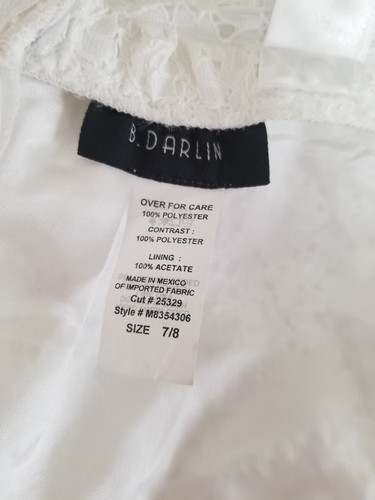 B. DARLIN
OVER FOR CARE
100% POLYESTER
CONTRAST :
100% POLYESTER
LINING :
100% ACETATE
MADE IN MEXICO
OF IMPORTED FABRIC
Cut # 25329
Style # M8354306
SIZE 7/8